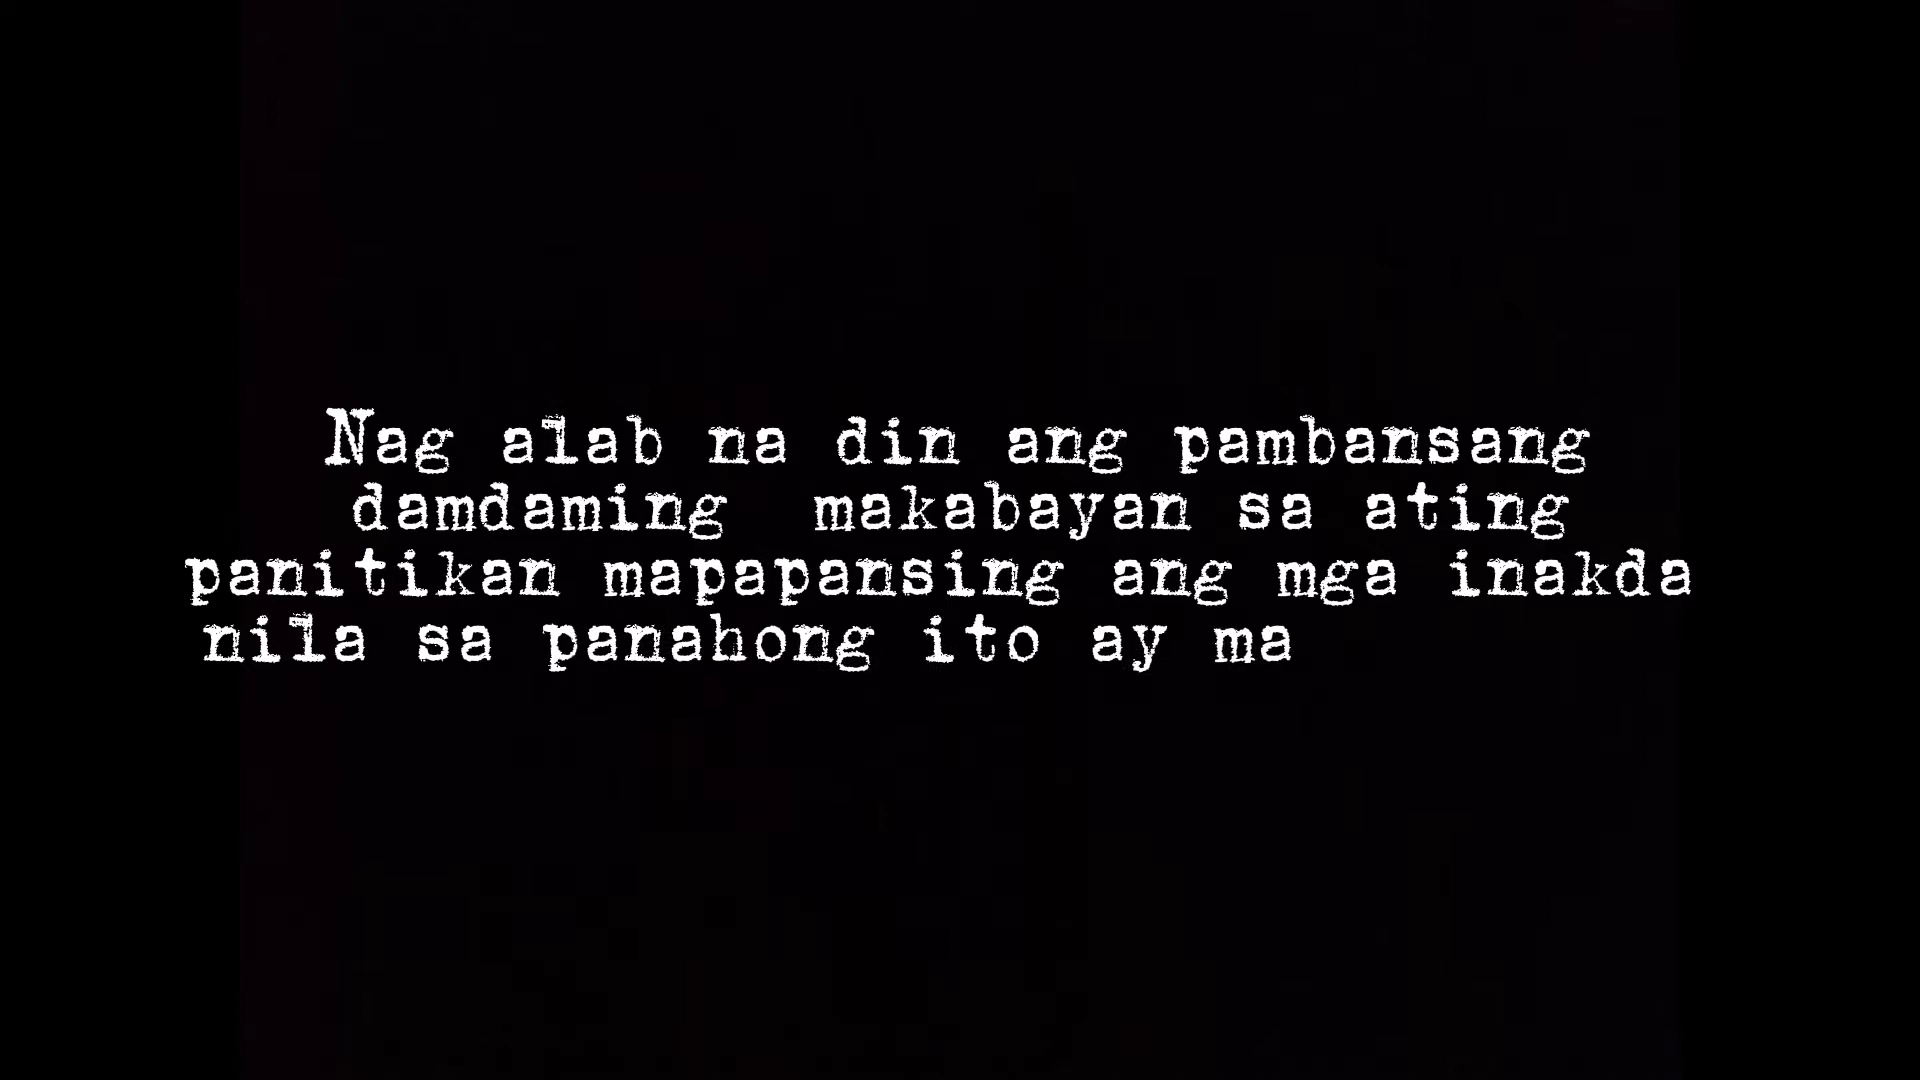 Nag alab na din ang pambansang
damdaming  makabayan sa ating
panitikan mapapansing ang mga inakda
nila sa panahong ito ay ma